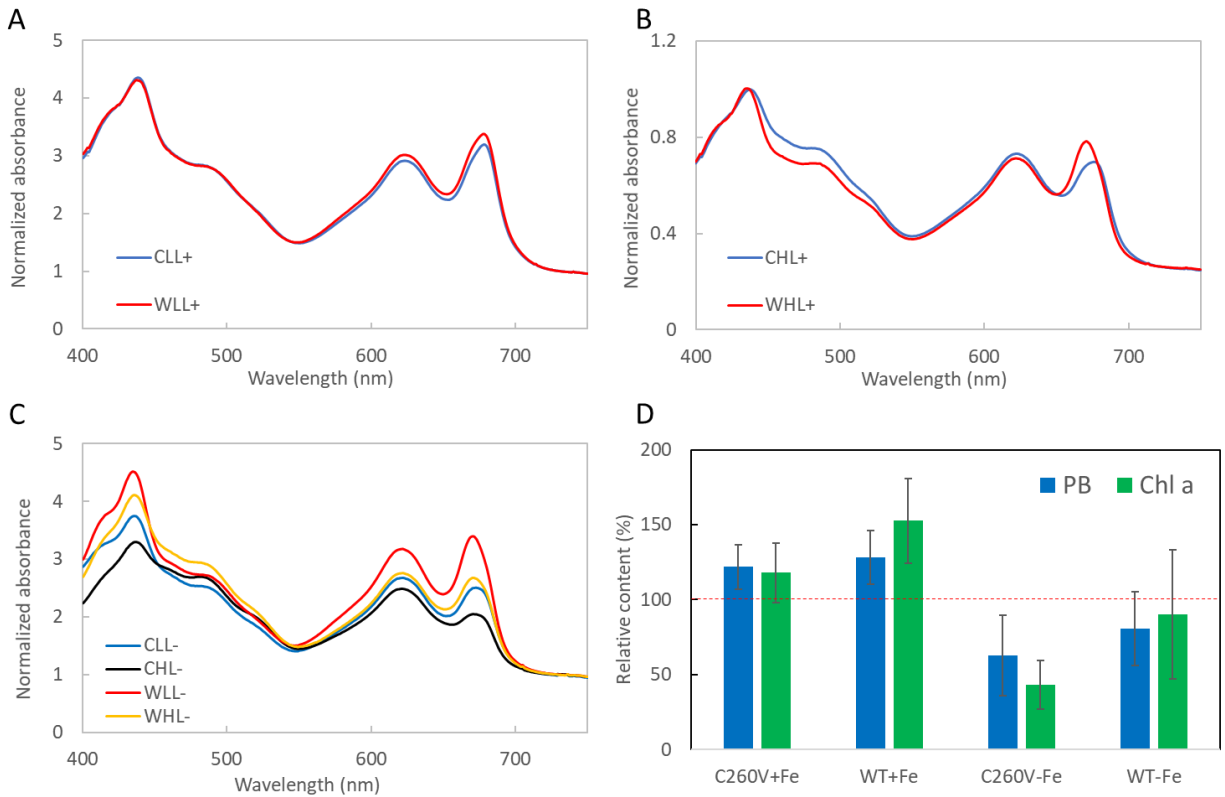 A
5
4
3
2
1
0
400
500
600
700
Normalized absorbance
Wavelength (nm)
CLL+
WLL+
B
1.2
0.8
0.4
0
400
500
600
700
Normalized absorbance
Wavelength (nm)
CHL+
WHL+
C
5
4
3
2
1
0
400
500
600
700
Normalized absorbance
Wavelength (nm)
CLL-
CHL-
WLL-
WHL-
D
200
150
100
50
0
Relative content (%)
PB
Chl a
C260V+Fe
WT+Fe
C260V-Fe
WT-Fe